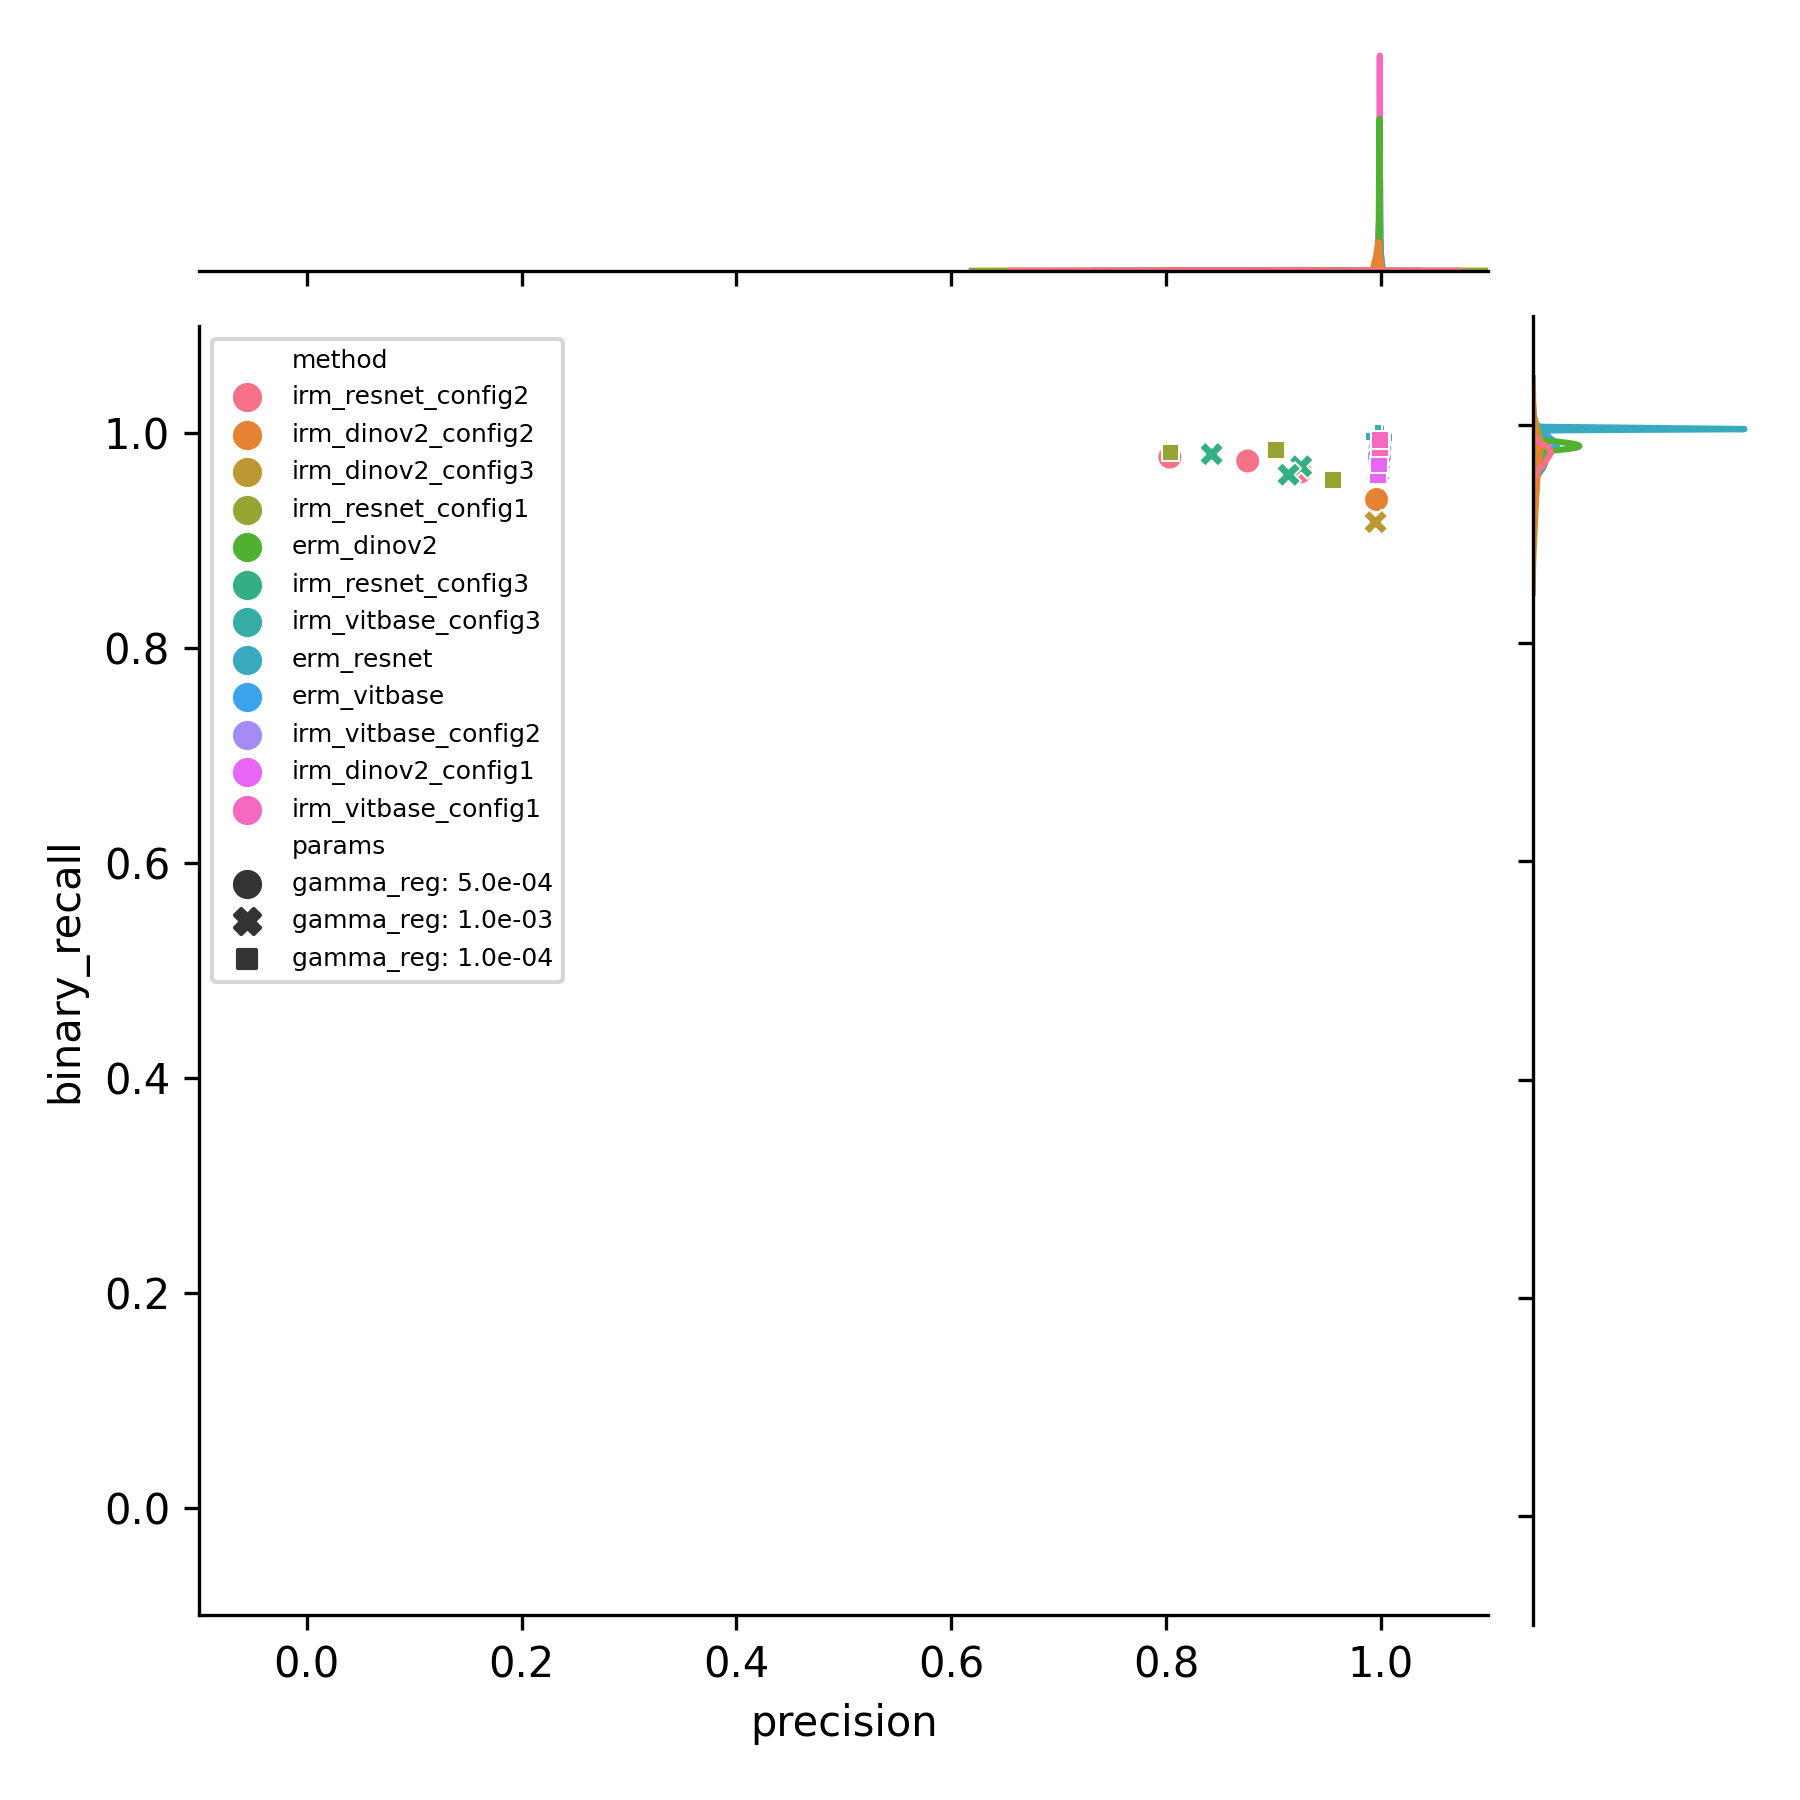 method
irm_resnet_config2
irm_dinov2_config2
irm_dinov2_config3
irm_resnet_config1
erm_dinov2
irm_resnet_config3
irm_vitbase_config3
erm_resnet
erm_vitbase
irm_vitbase_config2
irm_dinov2_config1
irm_vitbase_config1
params
gamma_reg: 5.0e-04
gamma_reg: 1.0e-03
gamma_reg: 1.0e-04
binary_recall
1.0
0.8
0.6
0.4
0.2
0.0
0.0 0.2 0.4 0.6 0.8 1.0
precision